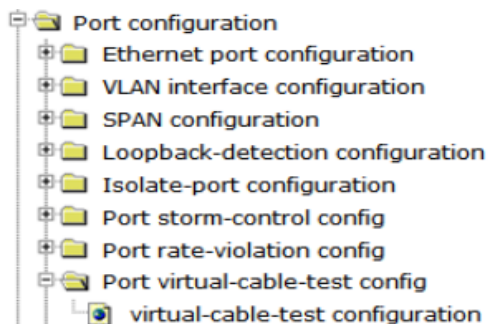 Port configuration
Ethernet port configuration
VLAN interface configuration
SPAN configuration
Loopback-detection configuration
Isolate-port configuration
Port storm-control config
Port rate-violation config
Port virtual-cable-test config
virtual-cable-test configuration